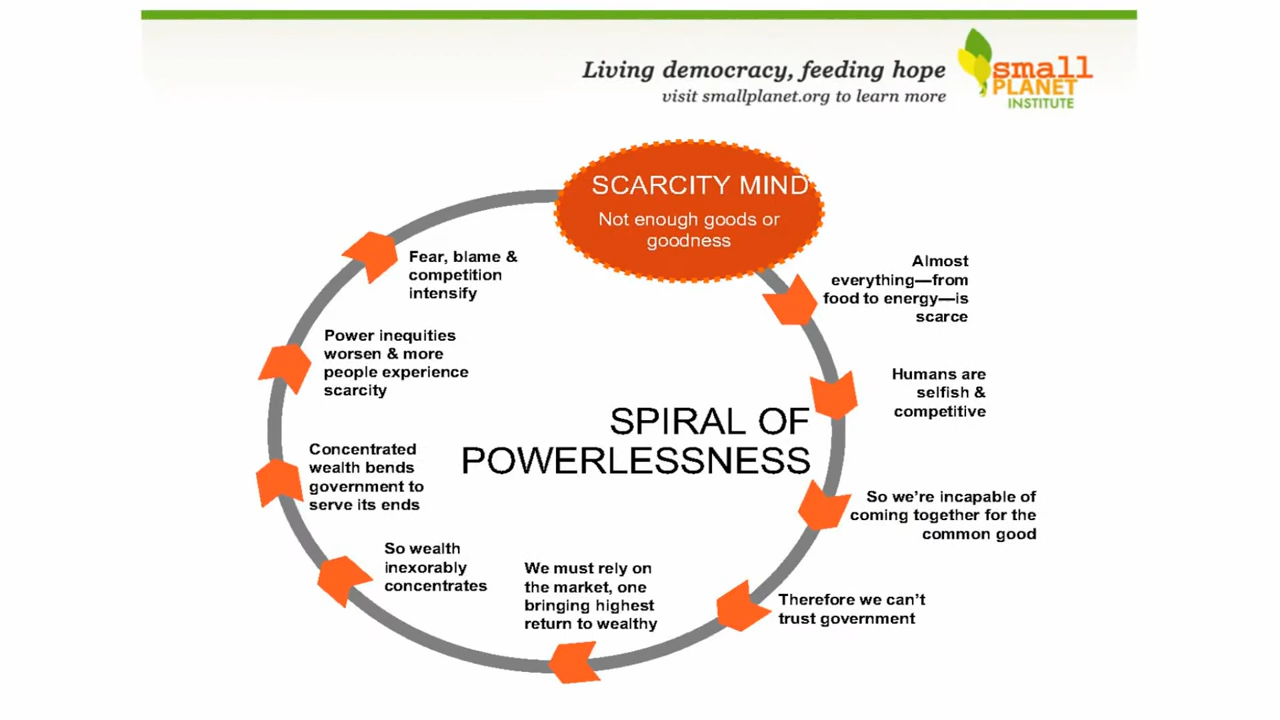 Living democracy, feeding hope
visit smallplanet.org to learn more
small
PLANET
INSTITUTE
SCARCITY MIND
Not enough goods or
goodness
Almost
everything—from
food to energy—is
scarce
Humans are
selfish &
competitive
So we're incapable of
coming together for the
common good
Therefore we can't
trust government
We must rely on
the market, one
bringing highest
return to wealthy
So wealth
inexorably
concentrates
Concentrated
wealth bends
government to
serve its ends
Power inequities
worsen & more
people experience
scarcity
Fear, blame &
competition
intensify
SPIRAL OF
POWERLESSNESS